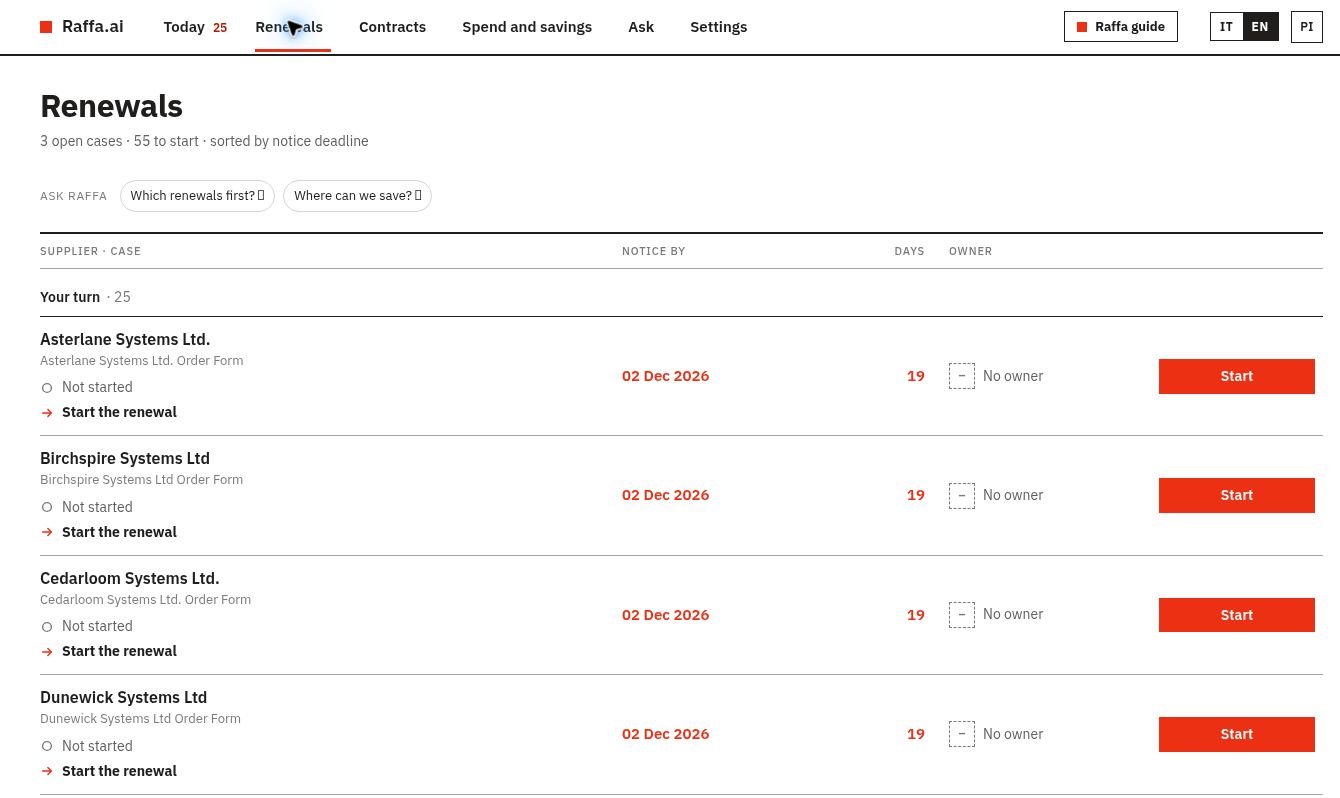 Raffa.ai Today 25 Renewals Contracts Spend and savings Ask Settings Raffa guide IT EN PI
Renewals
3 open cases · 55 to start · sorted by notice deadline
ASK RAFFA Which renewals first? Where can we save?
SUPPLIER · CASE NOTICE BY DAYS OWNER
Your turn · 25
Asterlane Systems Ltd.
Asterlane Systems Ltd. Order Form
02 Dec 2026 19 – No owner Start
Not started
→ Start the renewal
Birchspire Systems Ltd
Birchspire Systems Ltd Order Form
02 Dec 2026 19 – No owner Start
Not started
→ Start the renewal
Cedarloom Systems Ltd.
Cedarloom Systems Ltd. Order Form
02 Dec 2026 19 – No owner Start
Not started
→ Start the renewal
Dunewick Systems Ltd
Dunewick Systems Ltd Order Form
02 Dec 2026 19 – No owner Start
Not started
→ Start the renewal